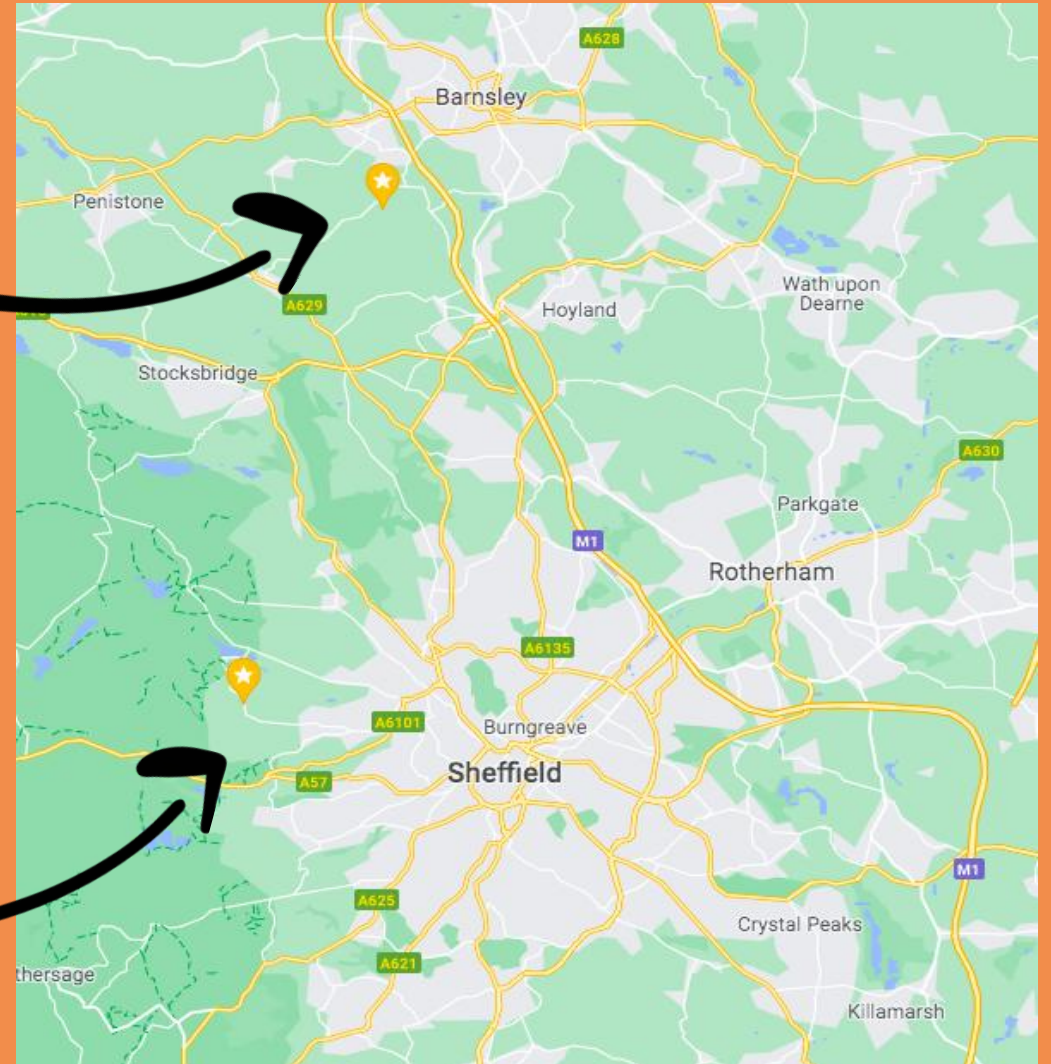 A628
Barnsley
Penistone
A629
Hoyland
Wath upon
Dearne
Stocksbridge
A630
Parkgate
M1
Rotherham
A6135
A6101
Burngreave
Sheffield
A57
M1
A625
Crystal Peaks
A621
thersage
Killamarsh